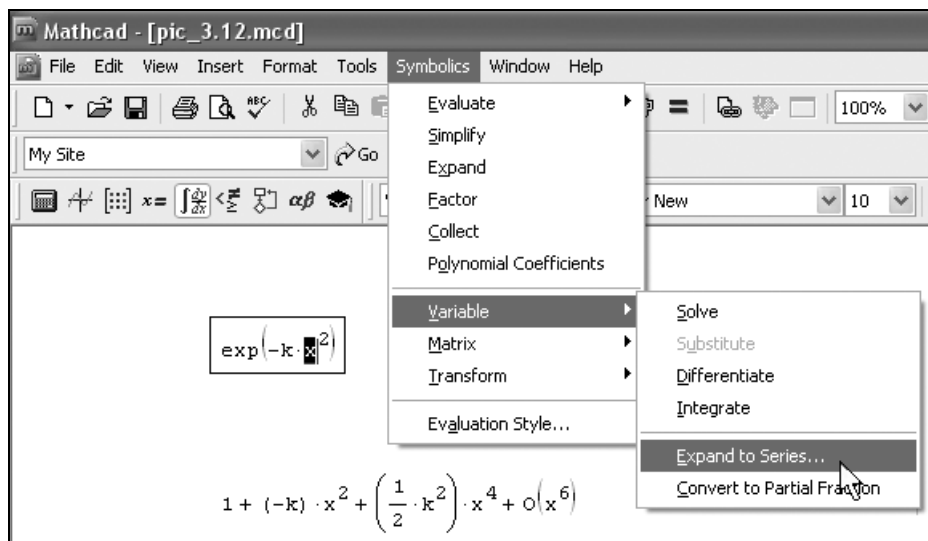 Mathcad - [pic_3.12.mcd]
File Edit View Insert Format Tools Symbolics Window Help
100%
My Site Go
New 10
Evaluate
Simplify
Expand
Factor
Collect
Polynomial Coefficients
Variable
Matrix
Transform
Evaluation Style...
Solve
Substitute
Differentiate
Integrate
Expand to Series...
Convert to Partial Fraction
exp(-k·x²)
1 + (-k)·x² + (1/2·k²)·x⁴ + O(x⁶)